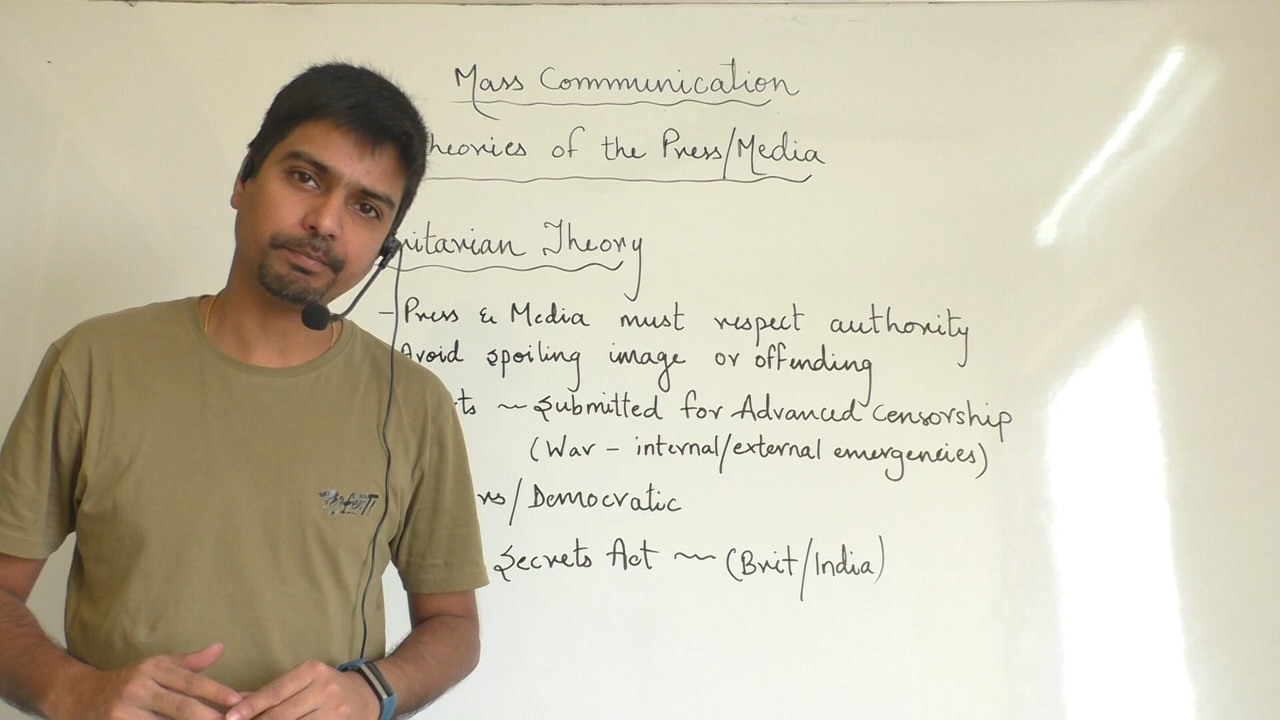 Mass Communication
heories of the Press/Media
ritarian Theory
- Press & Media must respect authority
Avoid spoiling image or offending
ts ~ Submitted for Advanced Censorship
(War - internal/external emergencies)
rs/Democratic
Secrets Act ~ (Brit/India)